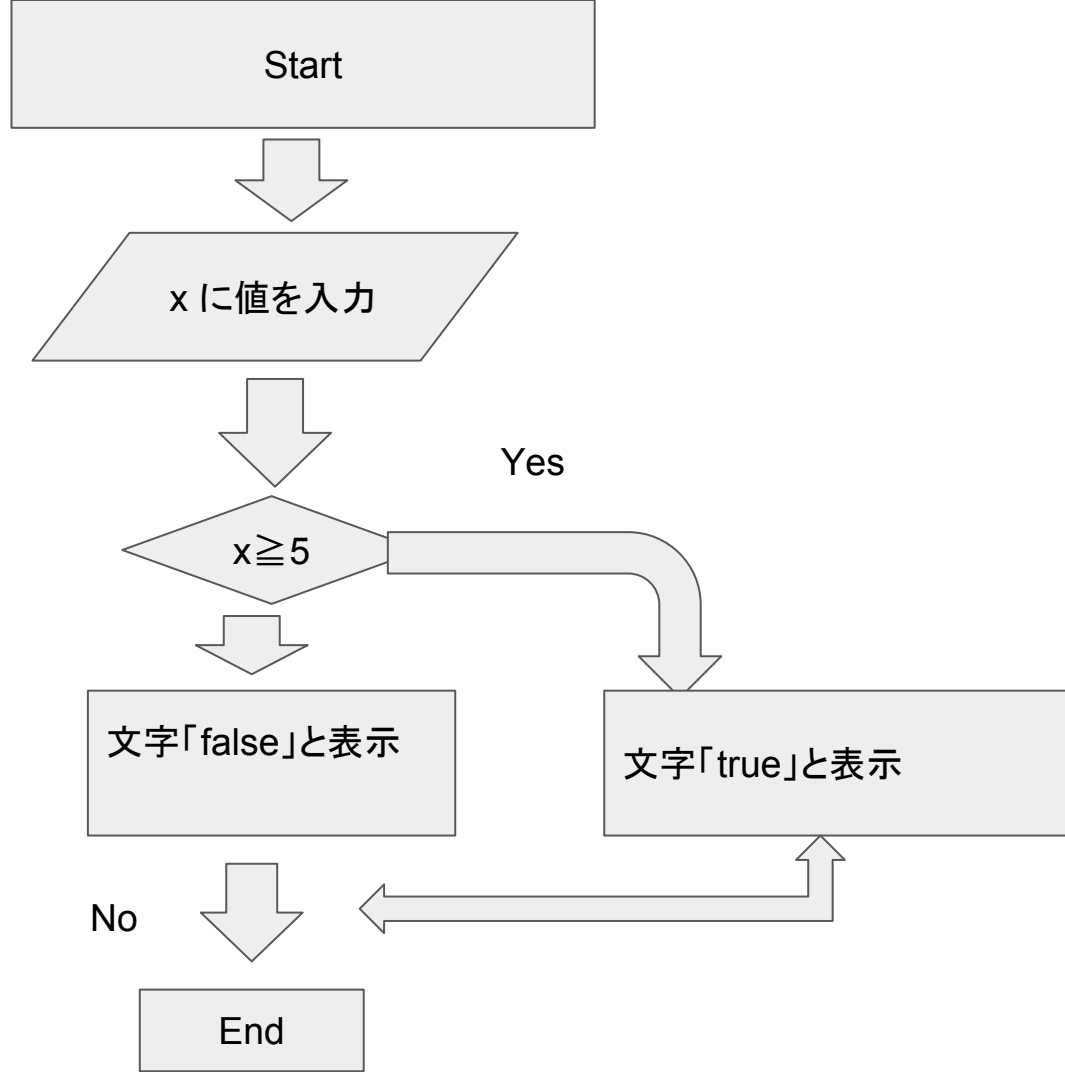 Start
x に値を入力
Yes
x≧5
文字「false」と表示
文字「true」と表示
No
End